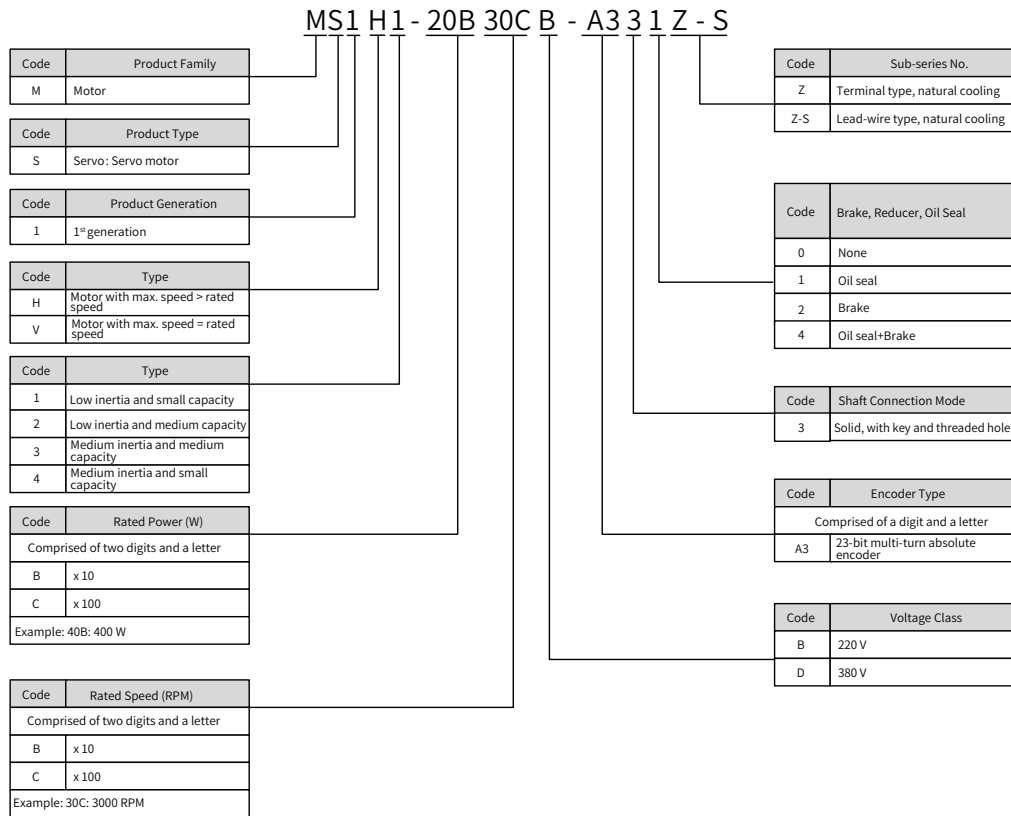 MS1H1-20B30CB-A331Z-S
Code Product Family
M Motor
Code Product Type
S Servo: Servo motor
Code Product Generation
1 1st generation
Code Type
H Motor with max. speed > rated
speed
V Motor with max. speed = rated
speed
Code Type
1 Low inertia and small capacity
2 Low inertia and medium capacity
3 Medium inertia and medium
capacity
4 Medium inertia and small
capacity
Code Rated Power (W)
Comprised of two digits and a letter
B x 10
C x 100
Example: 40B: 400 W
Code Rated Speed (RPM)
Comprised of two digits and a letter
B x 10
C x 100
Example: 30C: 3000 RPM
Code Sub-series No.
Z Terminal type, natural cooling
Z-S Lead-wire type, natural cooling
Code Brake, Reducer, Oil Seal
0 None
1 Oil seal
2 Brake
4 Oil seal+Brake
Code Shaft Connection Mode
3 Solid, with key and threaded hole
Code Encoder Type
Comprised of a digit and a letter
A3 23-bit multi-turn absolute
encoder
Code Voltage Class
B 220 V
D 380 V